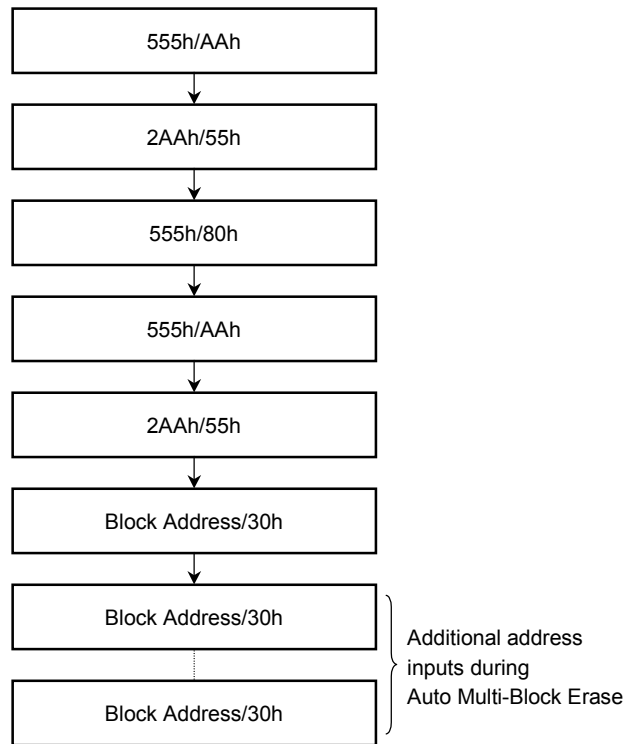 555h/AAh
2AAh/55h
555h/80h
555h/AAh
2AAh/55h
Block Address/30h
Block Address/30h
Additional address
inputs during
Auto Multi-Block Erase
Block Address/30h